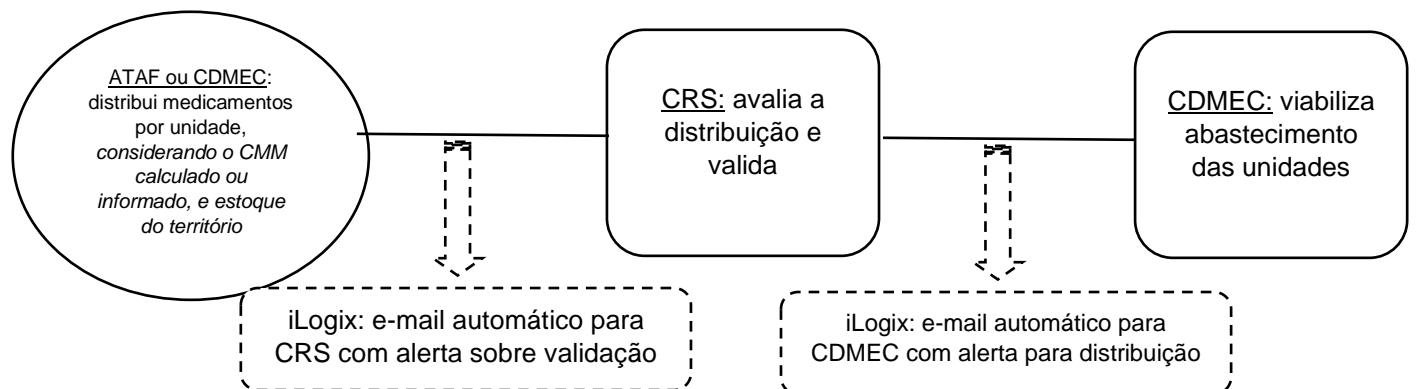 ATAF ou CDMEC:
distribui medicamentos
por unidade,
considerando o CMM
calculado ou
informado, e estoque
do território
CRS: avalia a
distribuição e
valida
CDMEC: viabiliza
abastecimento
das unidades
iLogix: e-mail automático para
CRS com alerta sobre validação
iLogix: e-mail automático para
CDMEC com alerta para distribuição